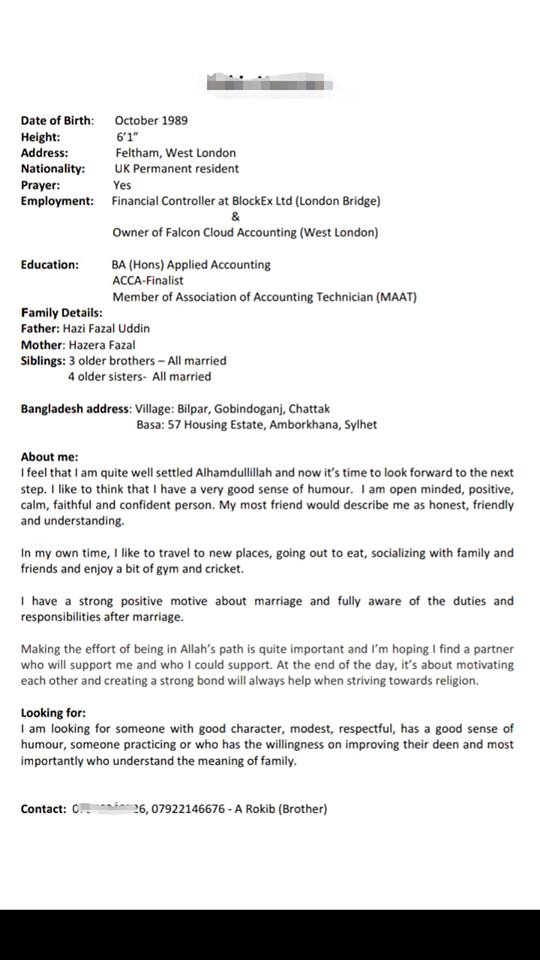 Date of Birth: October 1989
Height: 6'1"
Address: Feltham, West London
Nationality: UK Permanent resident
Prayer: Yes
Employment: Financial Controller at BlockEx Ltd (London Bridge)
&
Owner of Falcon Cloud Accounting (West London)
Education: BA (Hons) Applied Accounting
ACCA-Finalist
Member of Association of Accounting Technician (MAAT)
Family Details:
Father: Hazi Fazal Uddin
Mother: Hazera Fazal
Siblings: 3 older brothers – All married
4 older sisters- All married
Bangladesh address: Village: Bilpar, Gobindoganj, Chattak
Basa: 57 Housing Estate, Amborkhana, Sylhet
About me:
I feel that I am quite well settled Alhamdullillah and now it's time to look forward to the next
step. I like to think that I have a very good sense of humour. I am open minded, positive,
calm, faithful and confident person. My most friend would describe me as honest, friendly
and understanding.
In my own time, I like to travel to new places, going out to eat, socializing with family and
friends and enjoy a bit of gym and cricket.
I have a strong positive motive about marriage and fully aware of the duties and
responsibilities after marriage.
Making the effort of being in Allah's path is quite important and I'm hoping I find a partner
who will support me and who I could support. At the end of the day, it's about motivating
each other and creating a strong bond will always help when striving towards religion.
Looking for:
I am looking for someone with good character, modest, respectful, has a good sense of
humour, someone practicing or who has the willingness on improving their deen and most
importantly who understand the meaning of family.
Contact: 07922146676 - A Rokib (Brother)